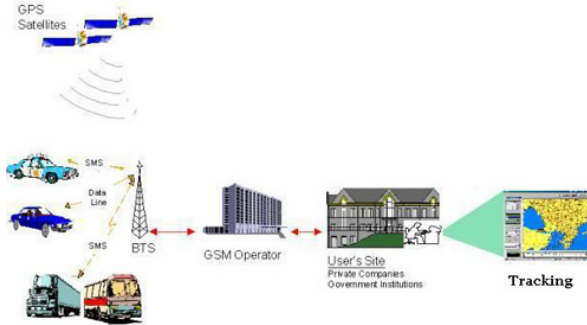 GPS
Satellites
SMS
Data
Line
SMS
BTS
GSM Operator
User's Site
Private Companies
Government Institutions
Tracking